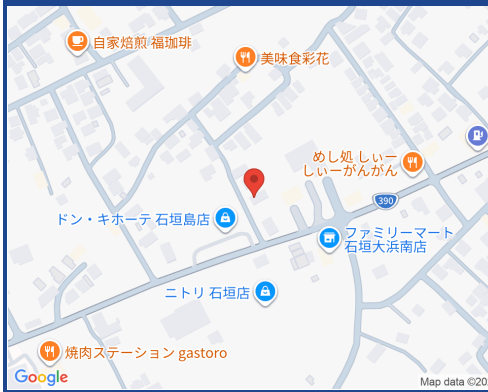 自家焙煎 福珈琲
美味食彩花
めし処 しぃー
しぃーがんがん
390
ドン・キホーテ 石垣島店
ファミリーマート
石垣大浜南店
ニトリ 石垣店
焼肉ステーション gastoro
Google
Map data ©20